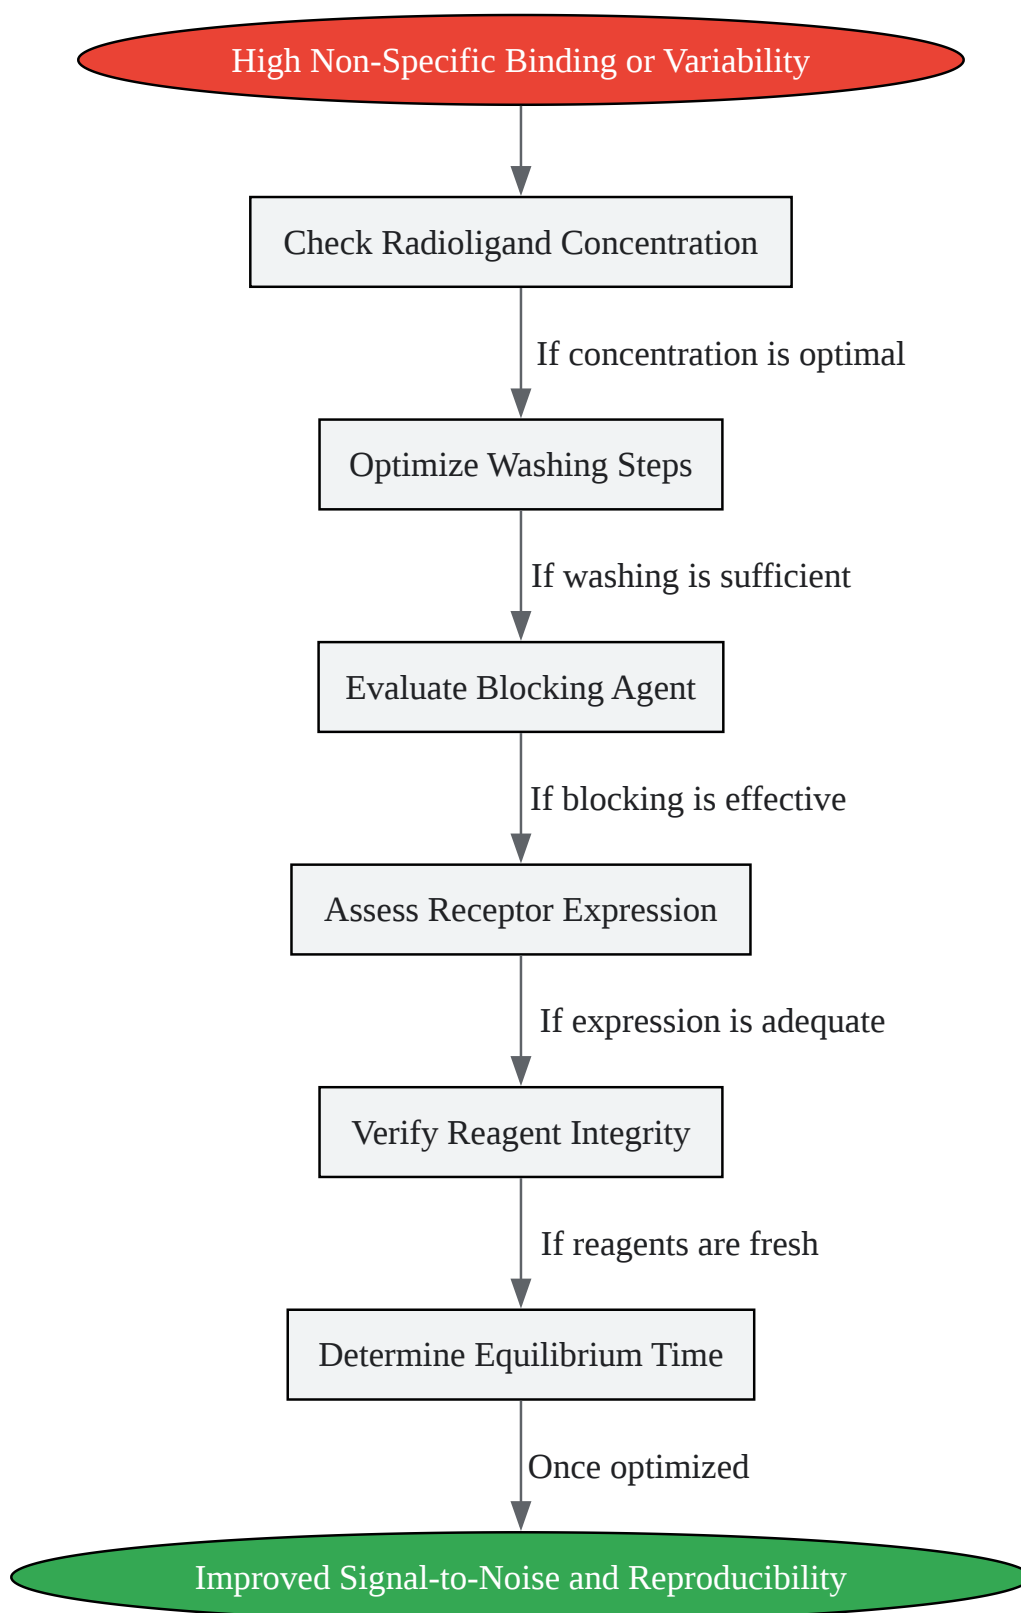 High Non-Specific Binding or Variability
Check Radioligand Concentration
If concentration is optimal
Optimize Washing Steps
If washing is sufficient
Evaluate Blocking Agent
If blocking is effective
Assess Receptor Expression
If expression is adequate
Verify Reagent Integrity
If reagents are fresh
Determine Equilibrium Time
Once optimized
Improved Signal-to-Noise and Reproducibility